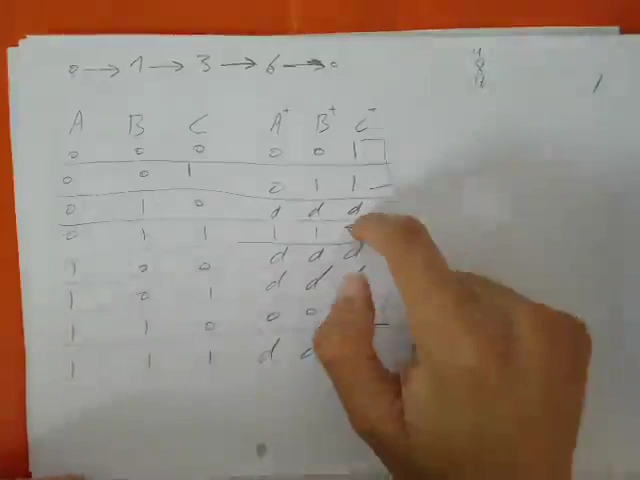 0 → 1 → 3 → 6 → 0
A B C A⁺ B⁺ C⁺
0 0 0 0 0 1
0 0 1 0 1 1
0 1 0 d d d
0 1 1 1 1
1 0 0 d d d
1 0 1 d d
1 1 0 0 0
1 1 1 d